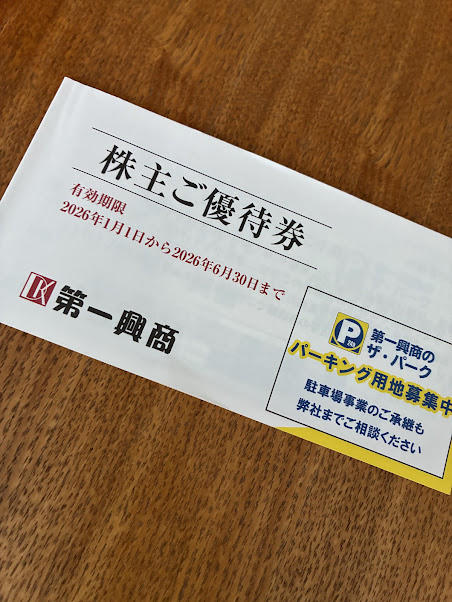 株主ご優待券
有効期限
2026年1月1日から2026年6月30日まで
第一興商
P
第一興商の
ザ・パーク
パーキング用地募集中
駐車場事業のご承継も
弊社までご相談ください